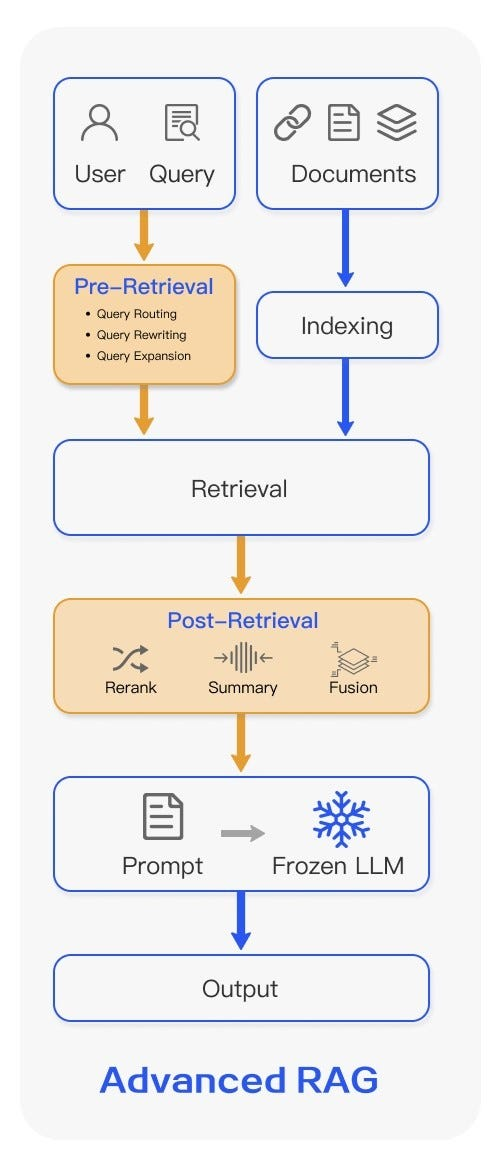 User Query
Documents
Pre-Retrieval
• Query Routing
• Query Rewriting
• Query Expansion
Indexing
Retrieval
Post-Retrieval
Rerank Summary Fusion
Prompt Frozen LLM
Output
Advanced RAG